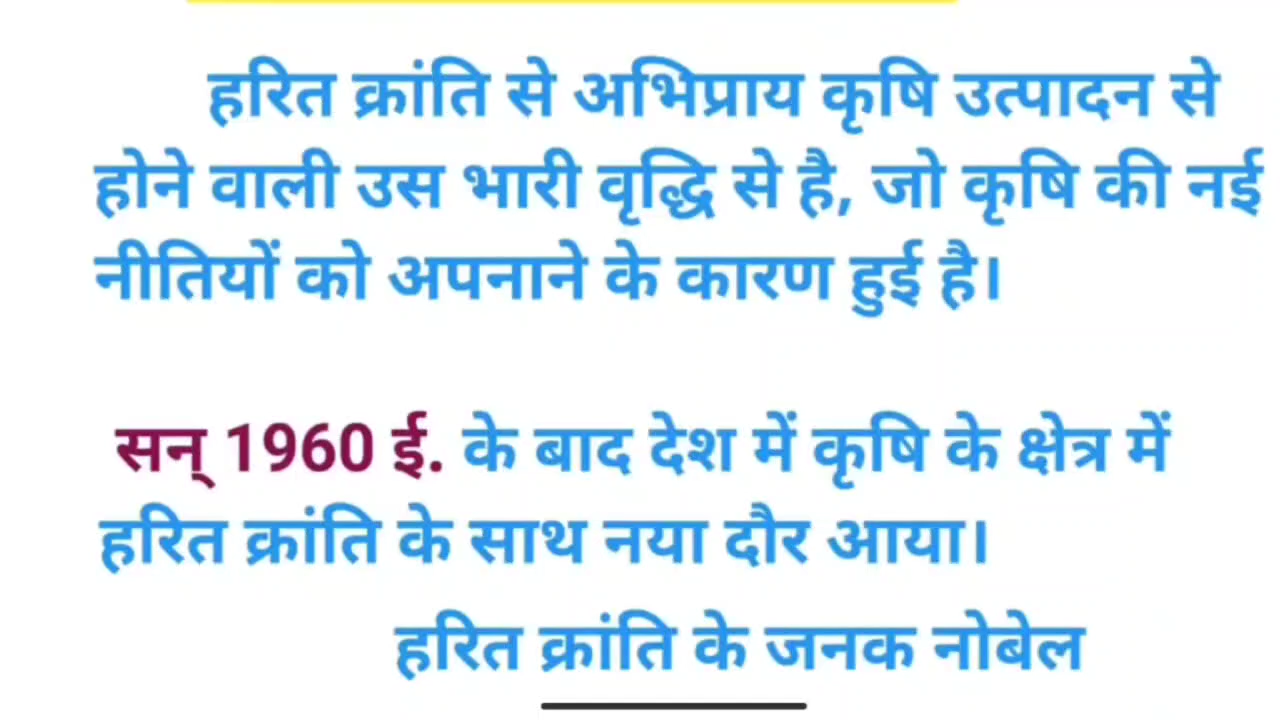 हरित क्रांति से अभिप्राय कृषि उत्पादन से
होने वाली उस भारी वृद्धि से है, जो कृषि की नई
नीतियों को अपनाने के कारण हुई है।
सन् 1960 ई. के बाद देश में कृषि के क्षेत्र में
हरित क्रांति के साथ नया दौर आया।
हरित क्रांति के जनक नोबेल